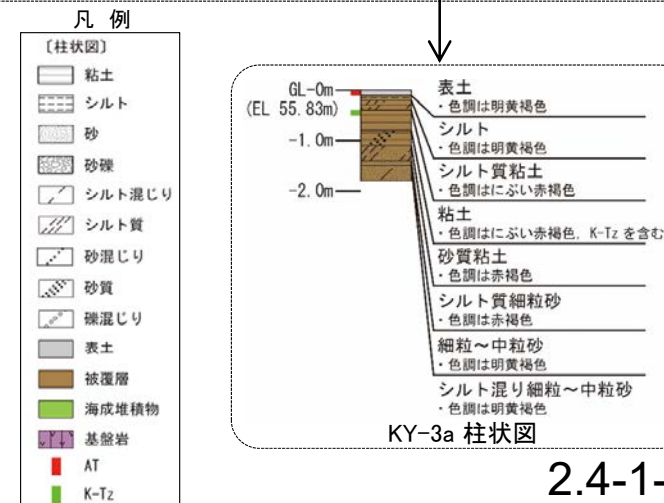 凡 例
〔柱状図〕
粘土
シルト
砂
砂礫
シルト混じり
シルト質
砂混じり
砂質
礫混じり
表土
被覆層
海成堆積物
基盤岩
AT
K-Tz
GL-0m
(EL 55.83m)
-1.0m
-2.0m
表土
・色調は明黄褐色
シルト
・色調は明黄褐色
シルト質粘土
・色調はにぶい赤褐色
粘土
・色調はにぶい赤褐色, K-Tz を含む
砂質粘土
・色調は赤褐色
シルト質細粒砂
・色調は赤褐色
細粒～中粒砂
・色調は明黄褐色
シルト混り細粒～中粒砂
・色調は明黄褐色
KY-3a 柱状図
2.4-1-